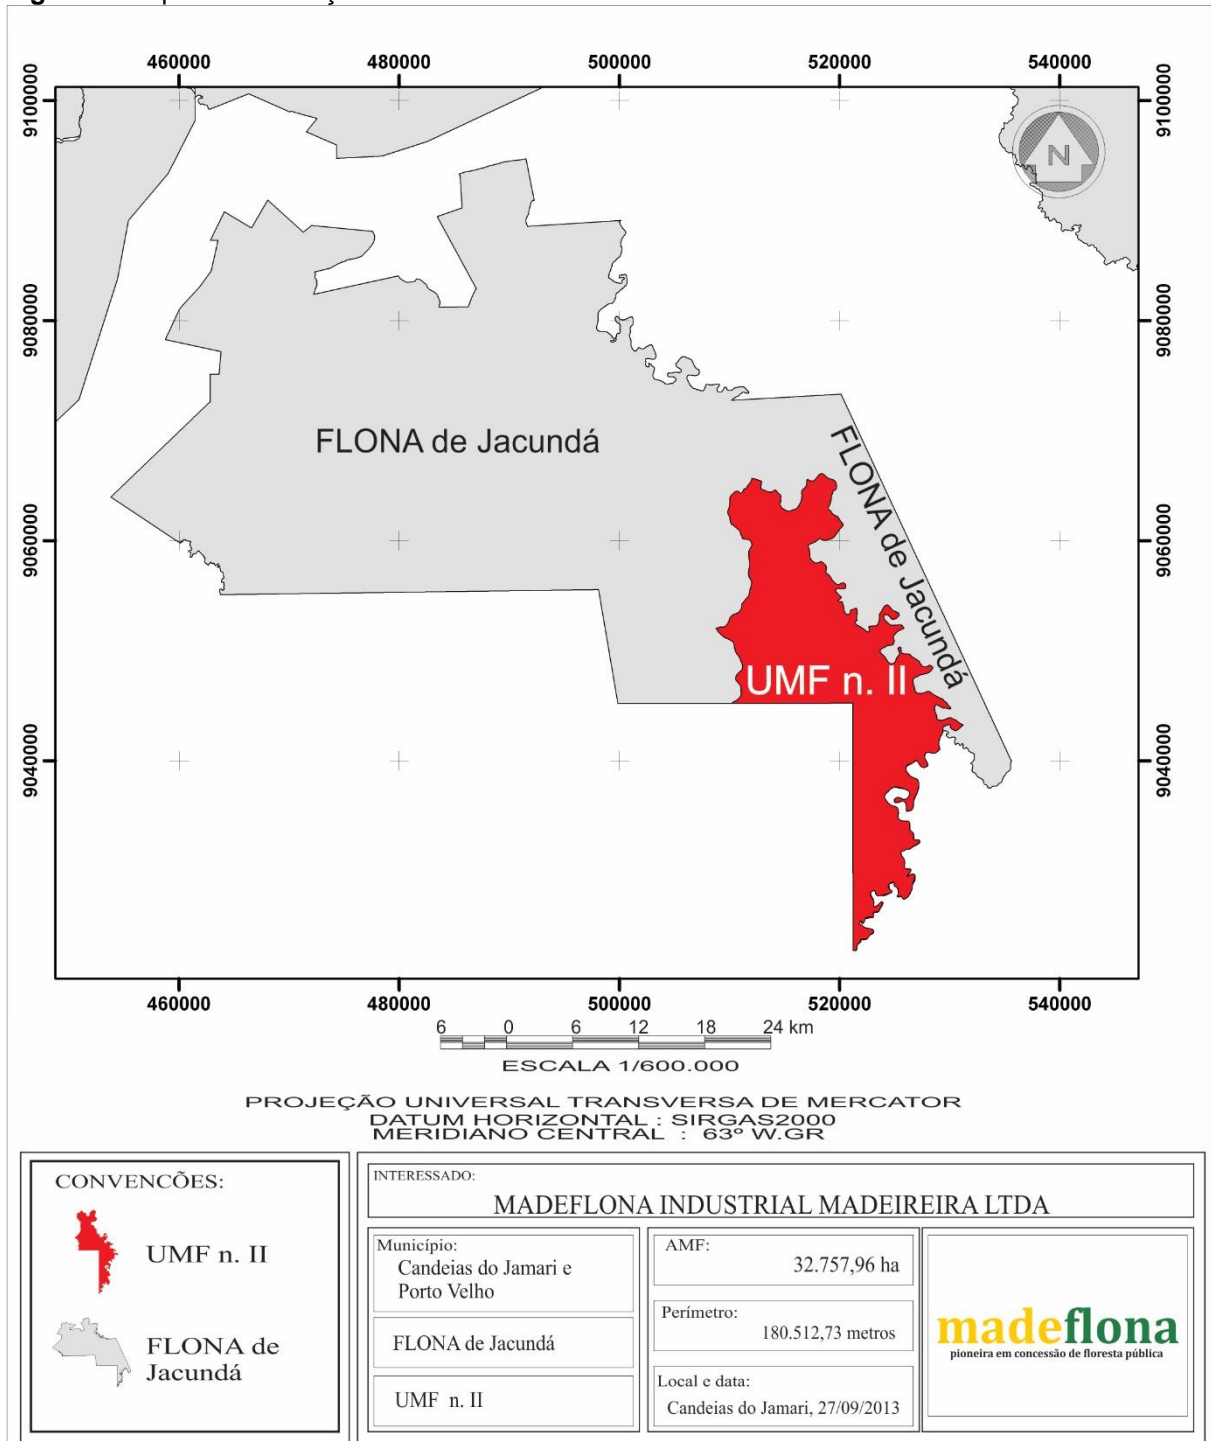 460000 480000 500000 520000 540000
9100000 9100000
N
9080000 9080000
FLONA de Jacundá
FLONA de Jacundá
9060000 9060000
UMF n. II
9040000 9040000
460000 480000 500000 520000 540000
6 0 6 12 18 24 km
ESCALA 1/600.000
PROJEÇÃO UNIVERSAL TRANSVERSA DE MERCATOR
DATUM HORIZONTAL : SIRGAS2000
MERIDIANO CENTRAL : 63º W.GR
CONVENCÕES:
UMF n. II
FLONA de
Jacundá
INTERESSADO:
MADEFLONA INDUSTRIAL MADEIREIRA LTDA
Município:
Candeias do Jamari e
Porto Velho
FLONA de Jacundá
UMF n. II
AMF:
32.757,96 ha
Perímetro:
180.512,73 metros
Local e data:
Candeias do Jamari, 27/09/2013
madeflona
pioneira em concessão de floresta pública